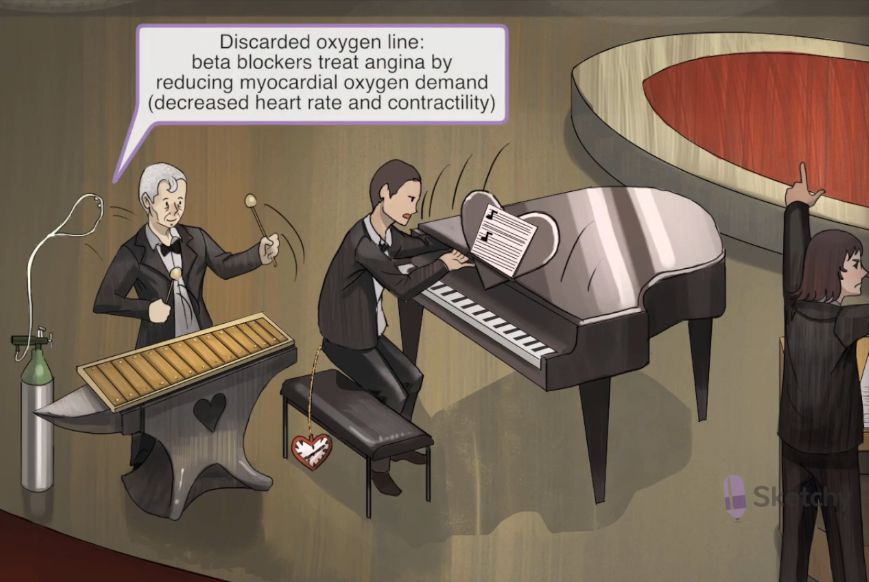 Discarded oxygen line:
beta blockers treat angina by
reducing myocardial oxygen demand
(decreased heart rate and contractility)
Sketchy